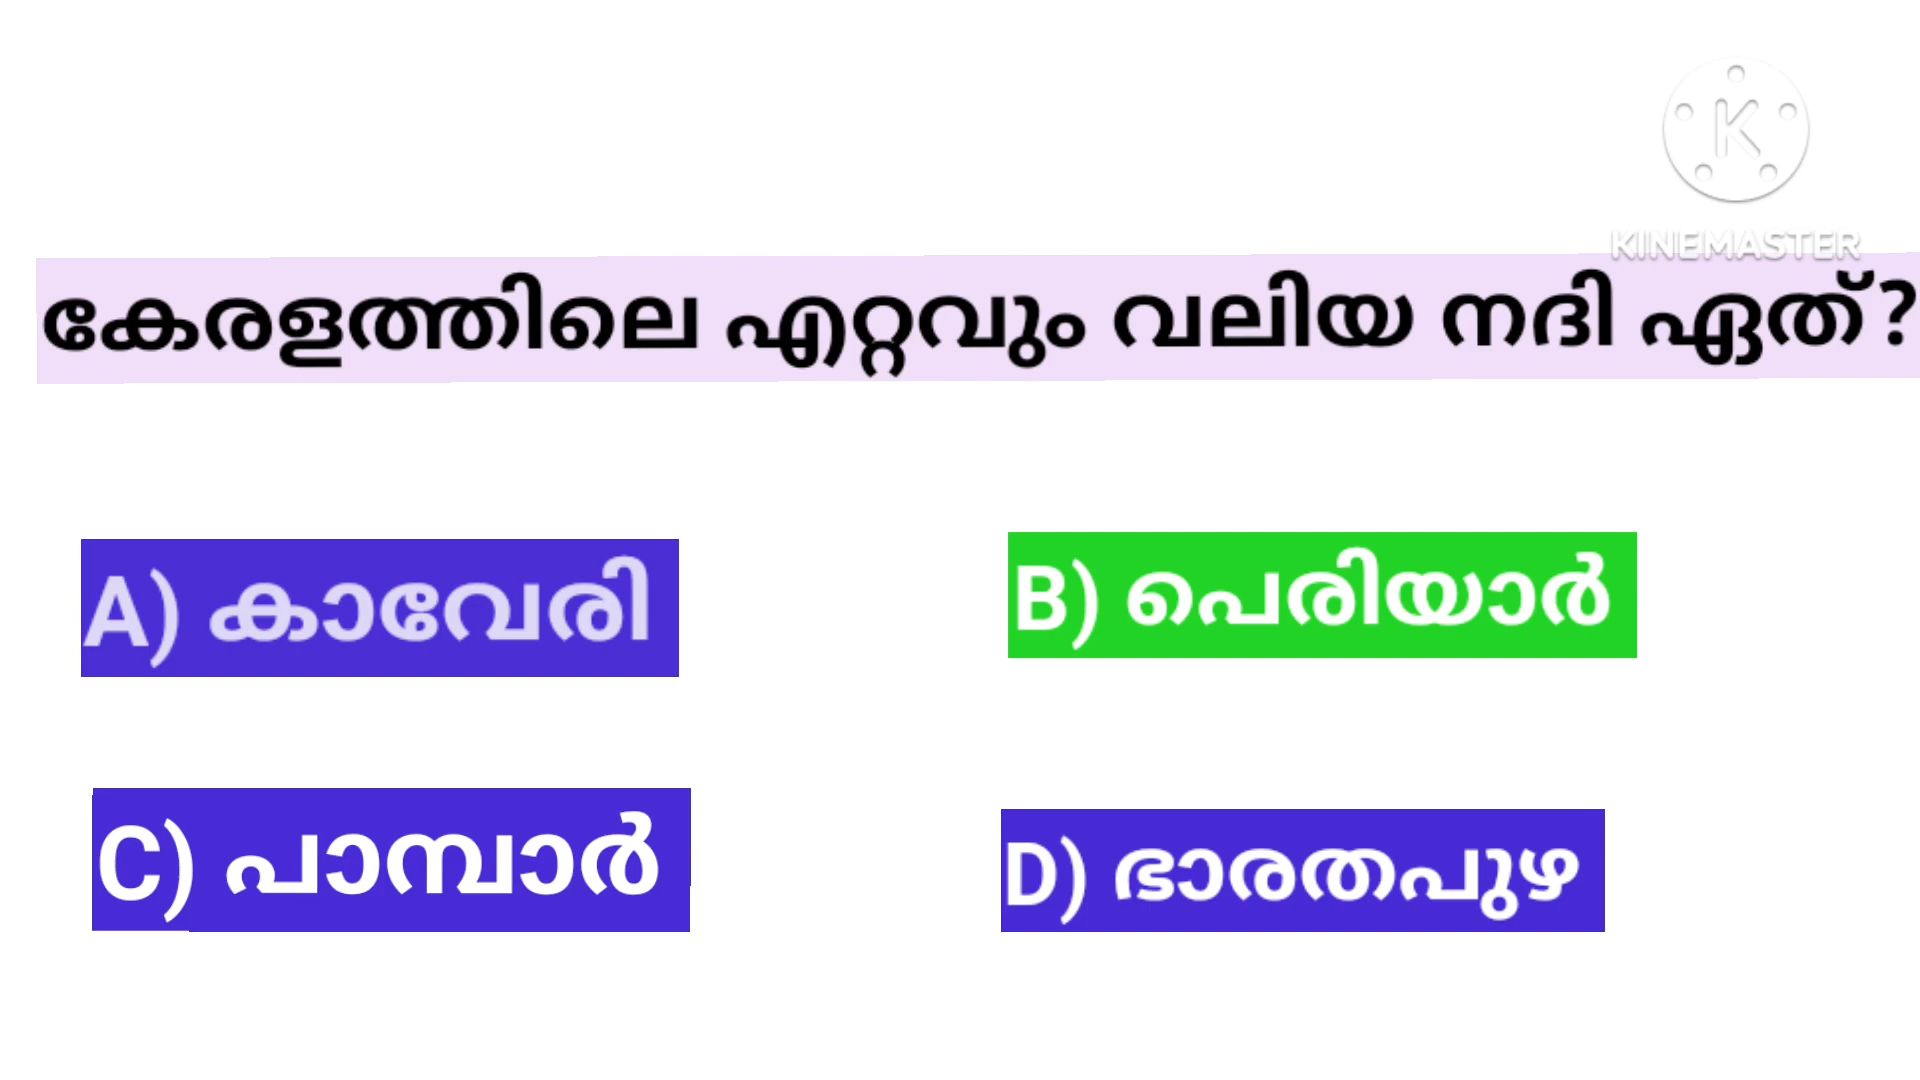 KINEMASTER
കേരളത്തിലെ എറ്റവും വലിയ നദി ഏത്?
A) കാവേരി
B) പെരിയാർ
C) പാമ്പാർ
D) ഭാരതപുഴ